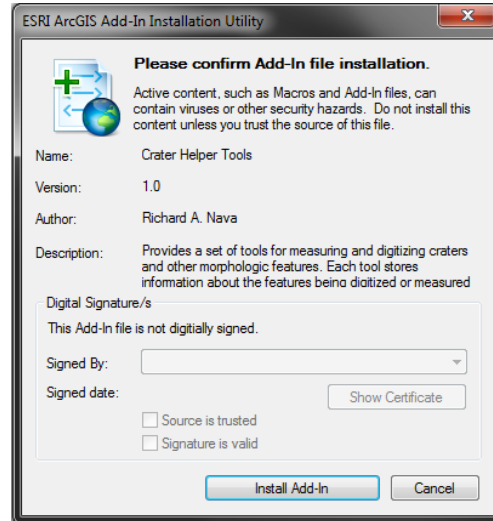 ESRI ArcGIS Add-In Installation Utility
Please confirm Add-In file installation.
Active content, such as Macros and Add-In files, can
contain viruses or other security hazards. Do not install this
content unless you trust the source of this file.
Name: Crater Helper Tools
Version: 1.0
Author: Richard A. Nava
Description: Provides a set of tools for measuring and digitizing craters
and other morphologic features. Each tool stores
information about the features being digitized or measured
Digital Signature/s
This Add-In file is not digitially signed.
Signed By:
Signed date:
Show Certificate
Source is trusted
Signature is valid
Install Add-In Cancel